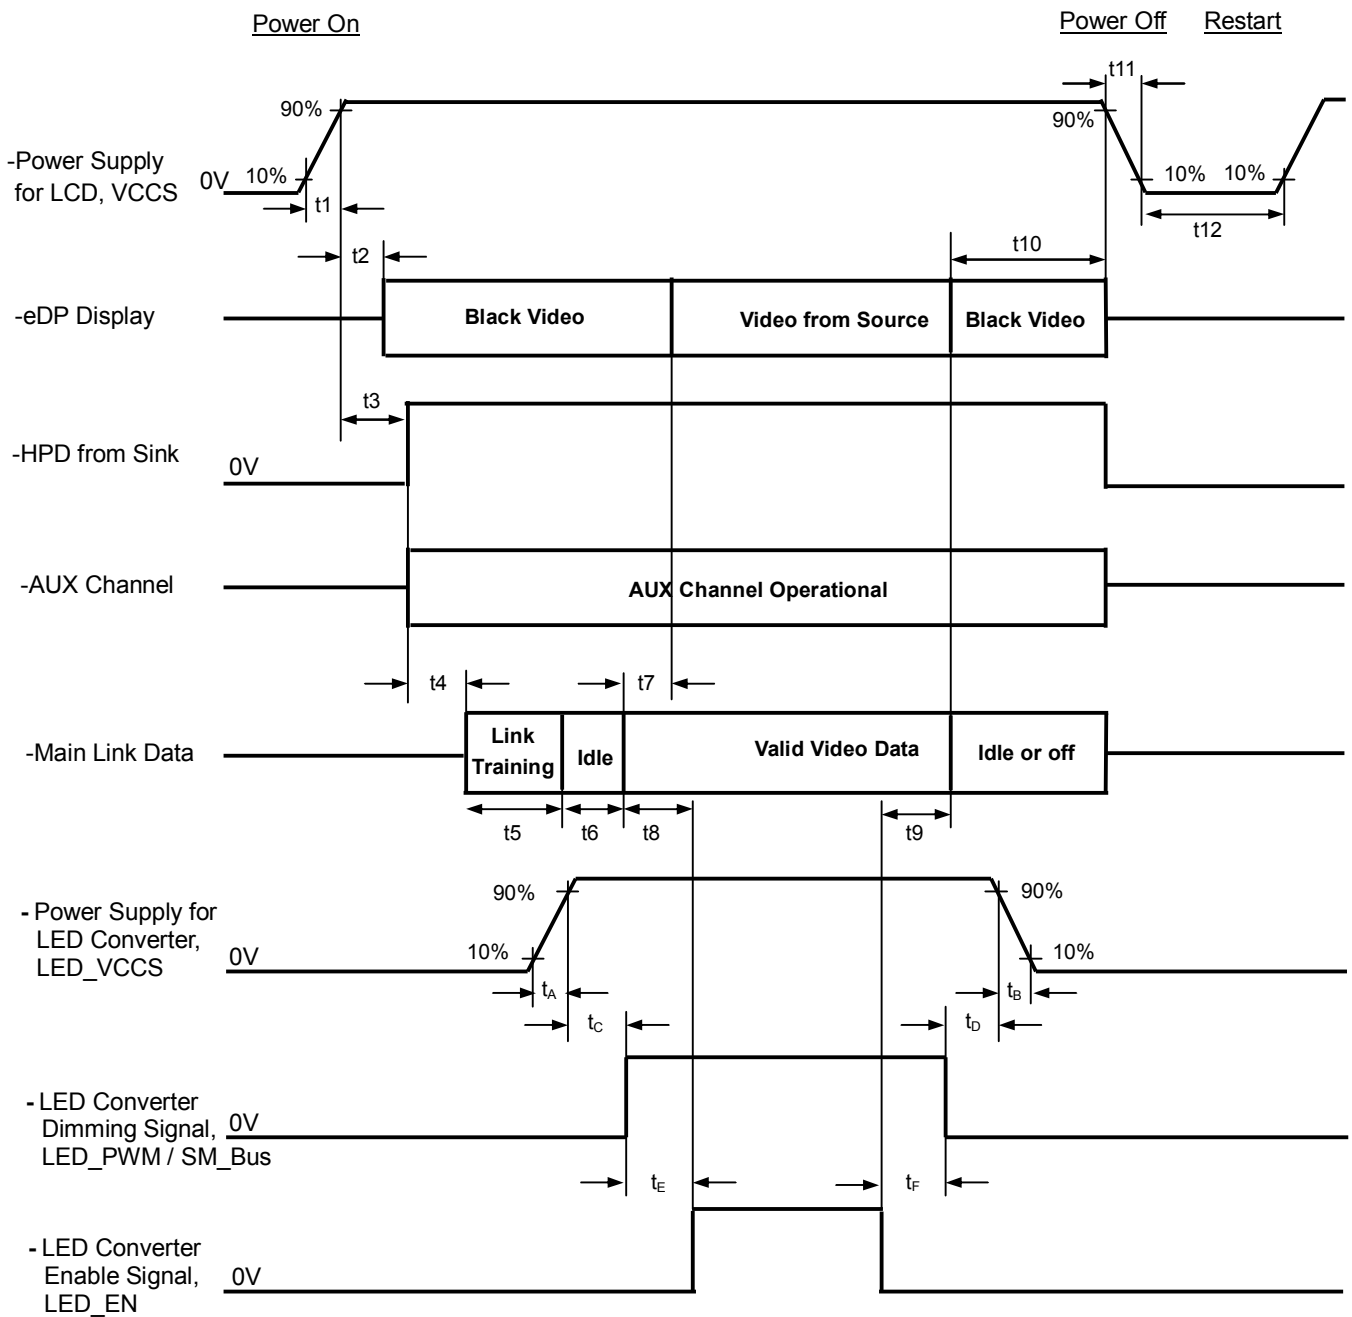 Power On
Power Off
Restart
t11
90%
90%
-Power Supply
for LCD, VCCS
0V
10%
10%
10%
t1
t12
t2
t10
-eDP Display
Black Video
Video from Source
Black Video
t3
-HPD from Sink
0V
-AUX Channel
AUX Channel Operational
t4
t7
-Main Link Data
Link
Training
Idle
Valid Video Data
Idle or off
t5
t6
t8
t9
90%
90%
- Power Supply for
LED Converter,
LED_VCCS
0V
10%
10%
tA
tB
tC
tD
- LED Converter
Dimming Signal,
LED_PWM / SM_Bus
0V
tE
tF
- LED Converter
Enable Signal,
LED_EN
0V